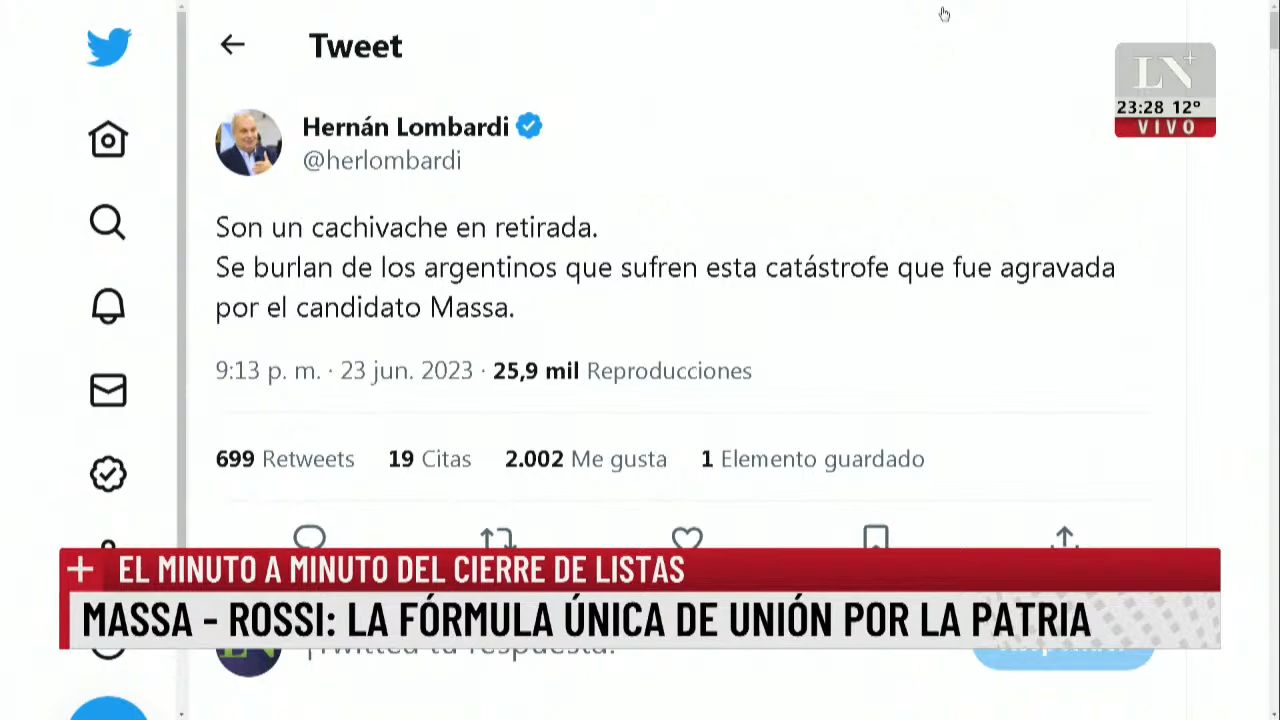 Tweet
LN+
23:28 12°
VIVO
Hernán Lombardi
@herlombardi
Son un cachivache en retirada.
Se burlan de los argentinos que sufren esta catástrofe que fue agravada
por el candidato Massa.
9:13 p. m. · 23 jun. 2023 · 25,9 mil Reproducciones
699 Retweets 19 Citas 2.002 Me gusta 1 Elemento guardado
+ EL MINUTO A MINUTO DEL CIERRE DE LISTAS
MASSA - ROSSI: LA FÓRMULA ÚNICA DE UNIÓN POR LA PATRIA